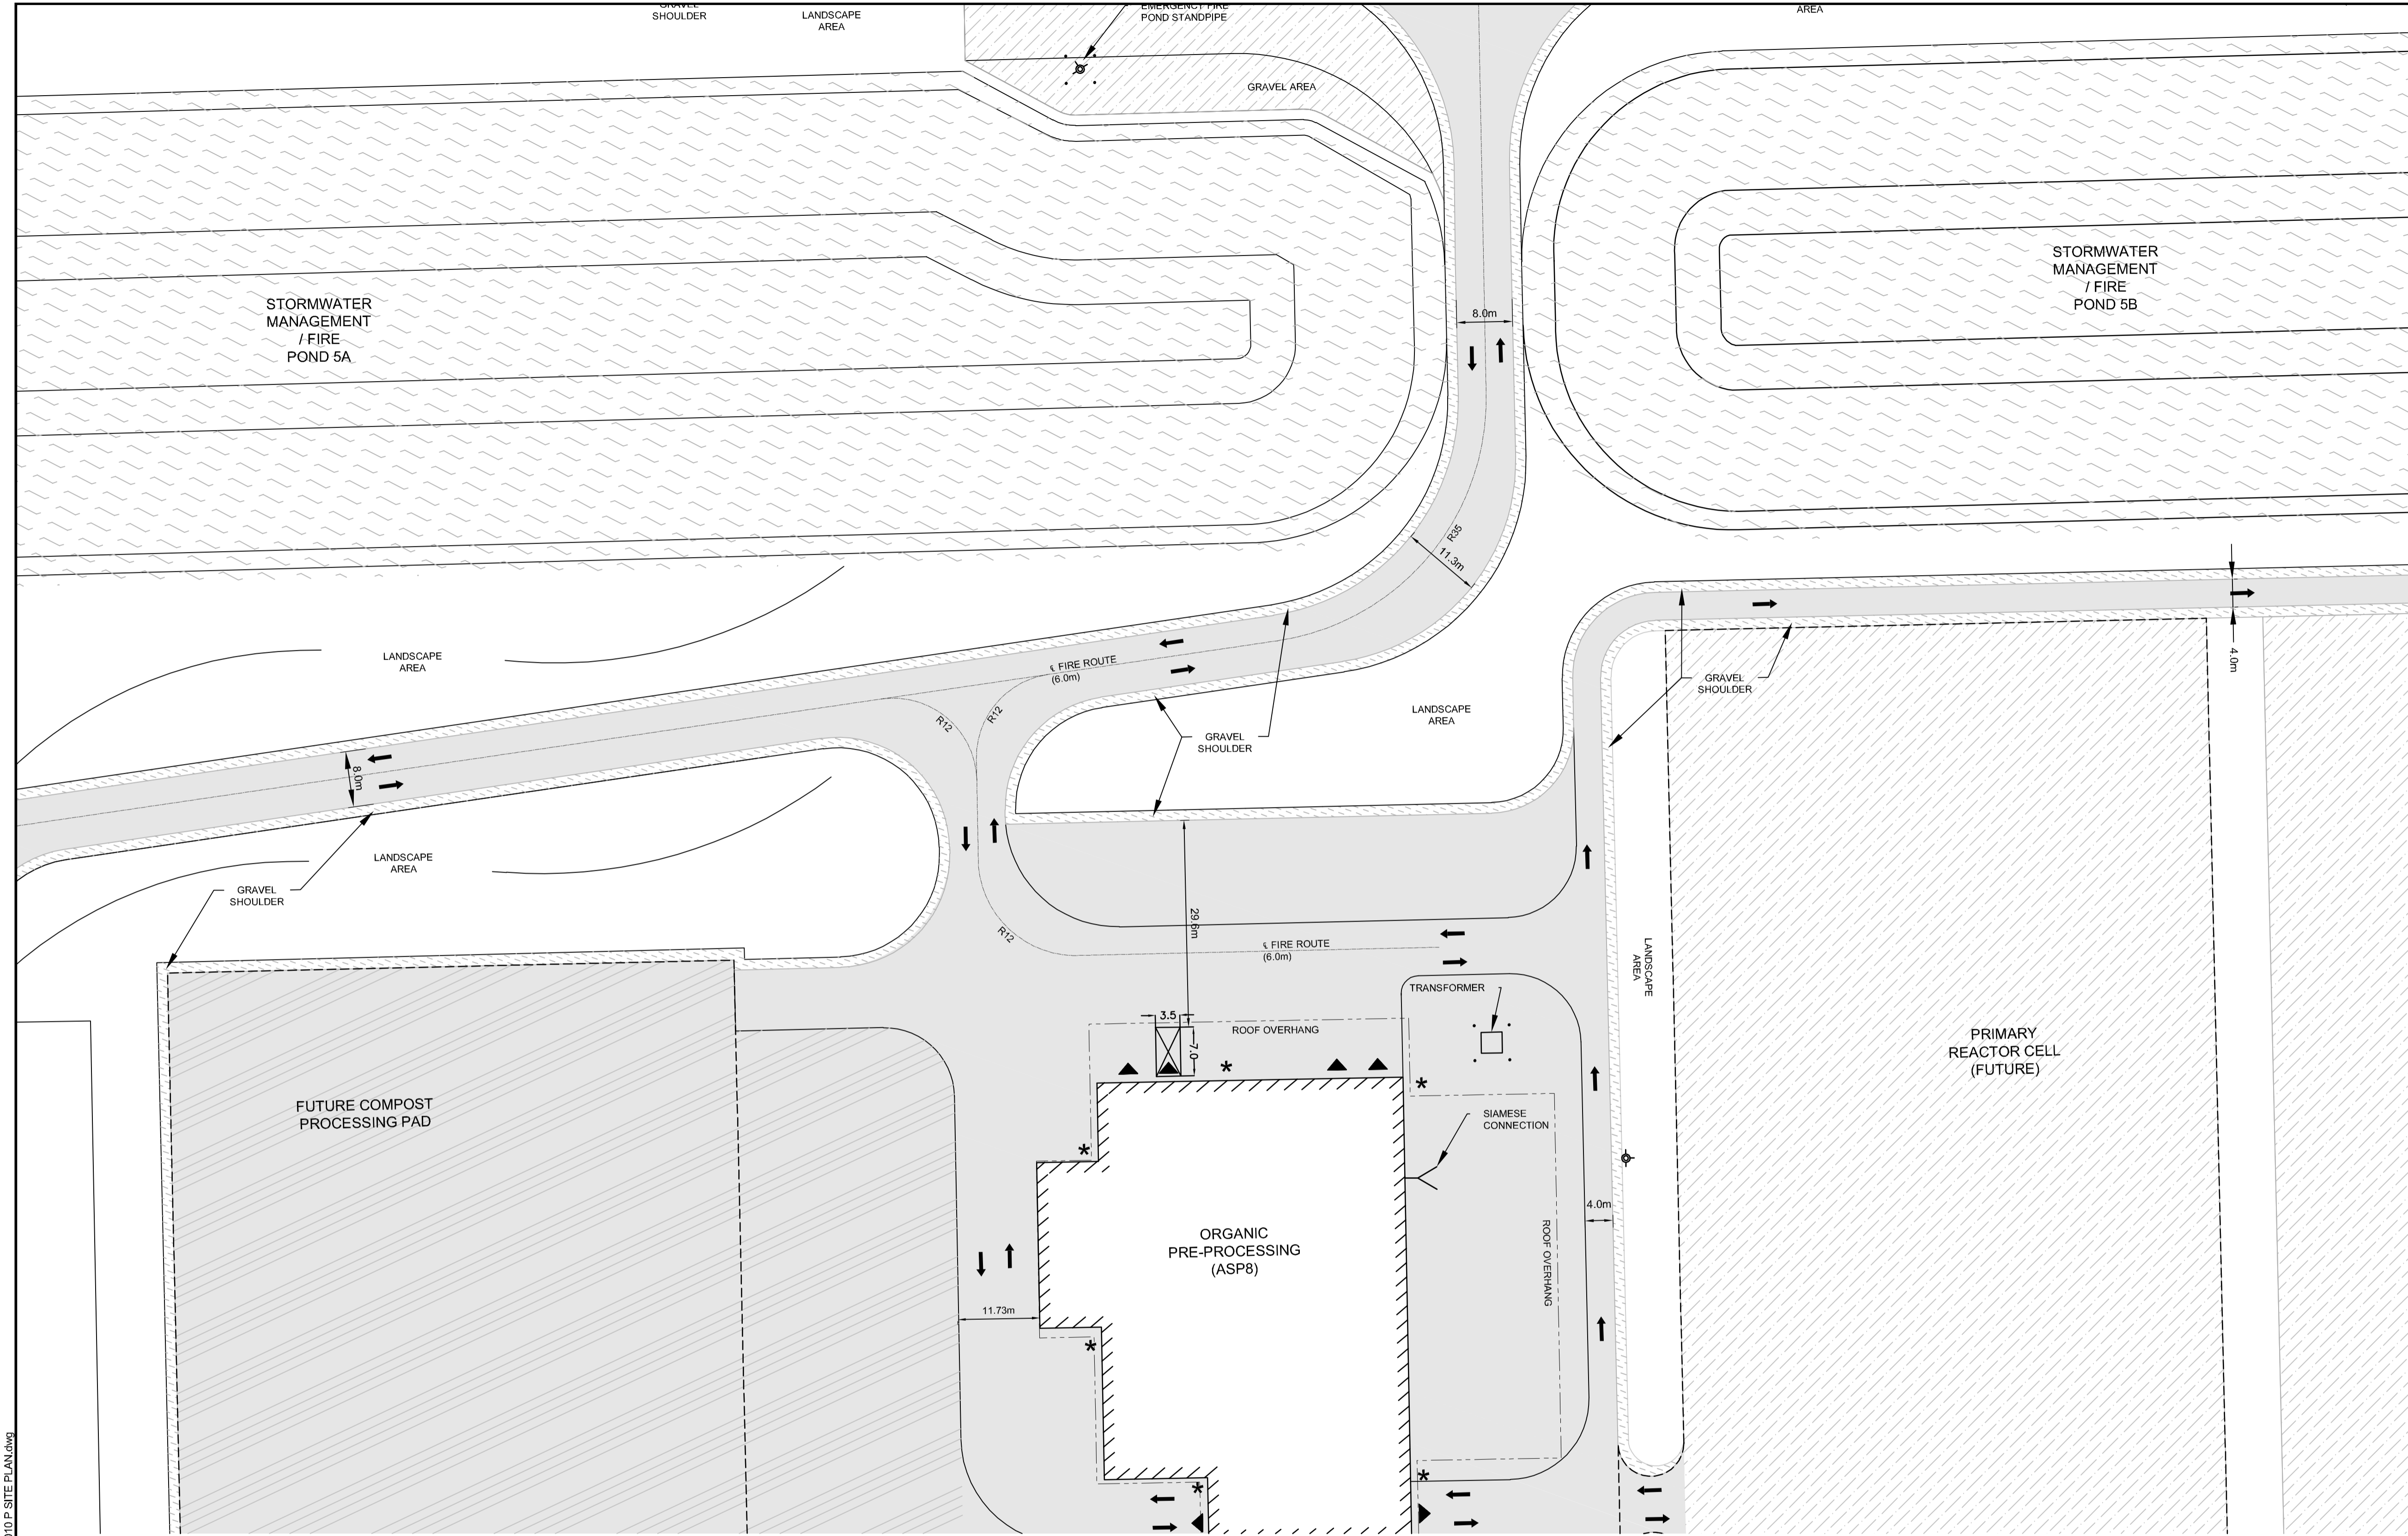 GRAVEL
SHOULDER
LANDSCAPE
AREA
EMERGENCY FIRE
POND STANDPIPE
AREA
GRAVEL AREA
STORMWATER
MANAGEMENT
/ FIRE
POND 5A
STORMWATER
MANAGEMENT
/ FIRE
POND 5B
8.0m
R35
11.3m
LANDSCAPE
AREA
℄ FIRE ROUTE
(6.0m)
R12
R12
GRAVEL
SHOULDER
LANDSCAPE
AREA
GRAVEL
SHOULDER
4.0m
8.0m
LANDSCAPE
AREA
GRAVEL
SHOULDER
29.6m
R12
℄ FIRE ROUTE
(6.0m)
LANDSCAPE
AREA
TRANSFORMER
3.5
7.0
ROOF OVERHANG
PRIMARY
REACTOR CELL
(FUTURE)
FUTURE COMPOST
PROCESSING PAD
SIAMESE
CONNECTION
4.0m
ORGANIC
PRE-PROCESSING
(ASP8)
ROOF OVERHANG
11.73m
010 P SITE PLAN.dwg